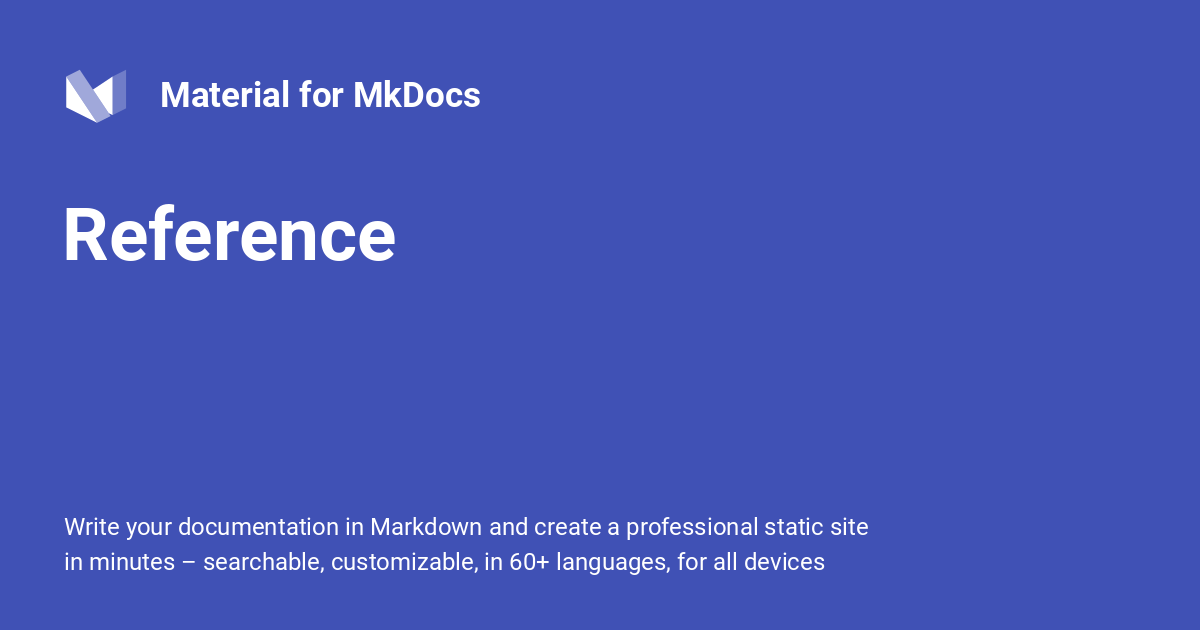 Material for MkDocs
Reference
Write your documentation in Markdown and create a professional static site
in minutes – searchable, customizable, in 60+ languages, for all devices